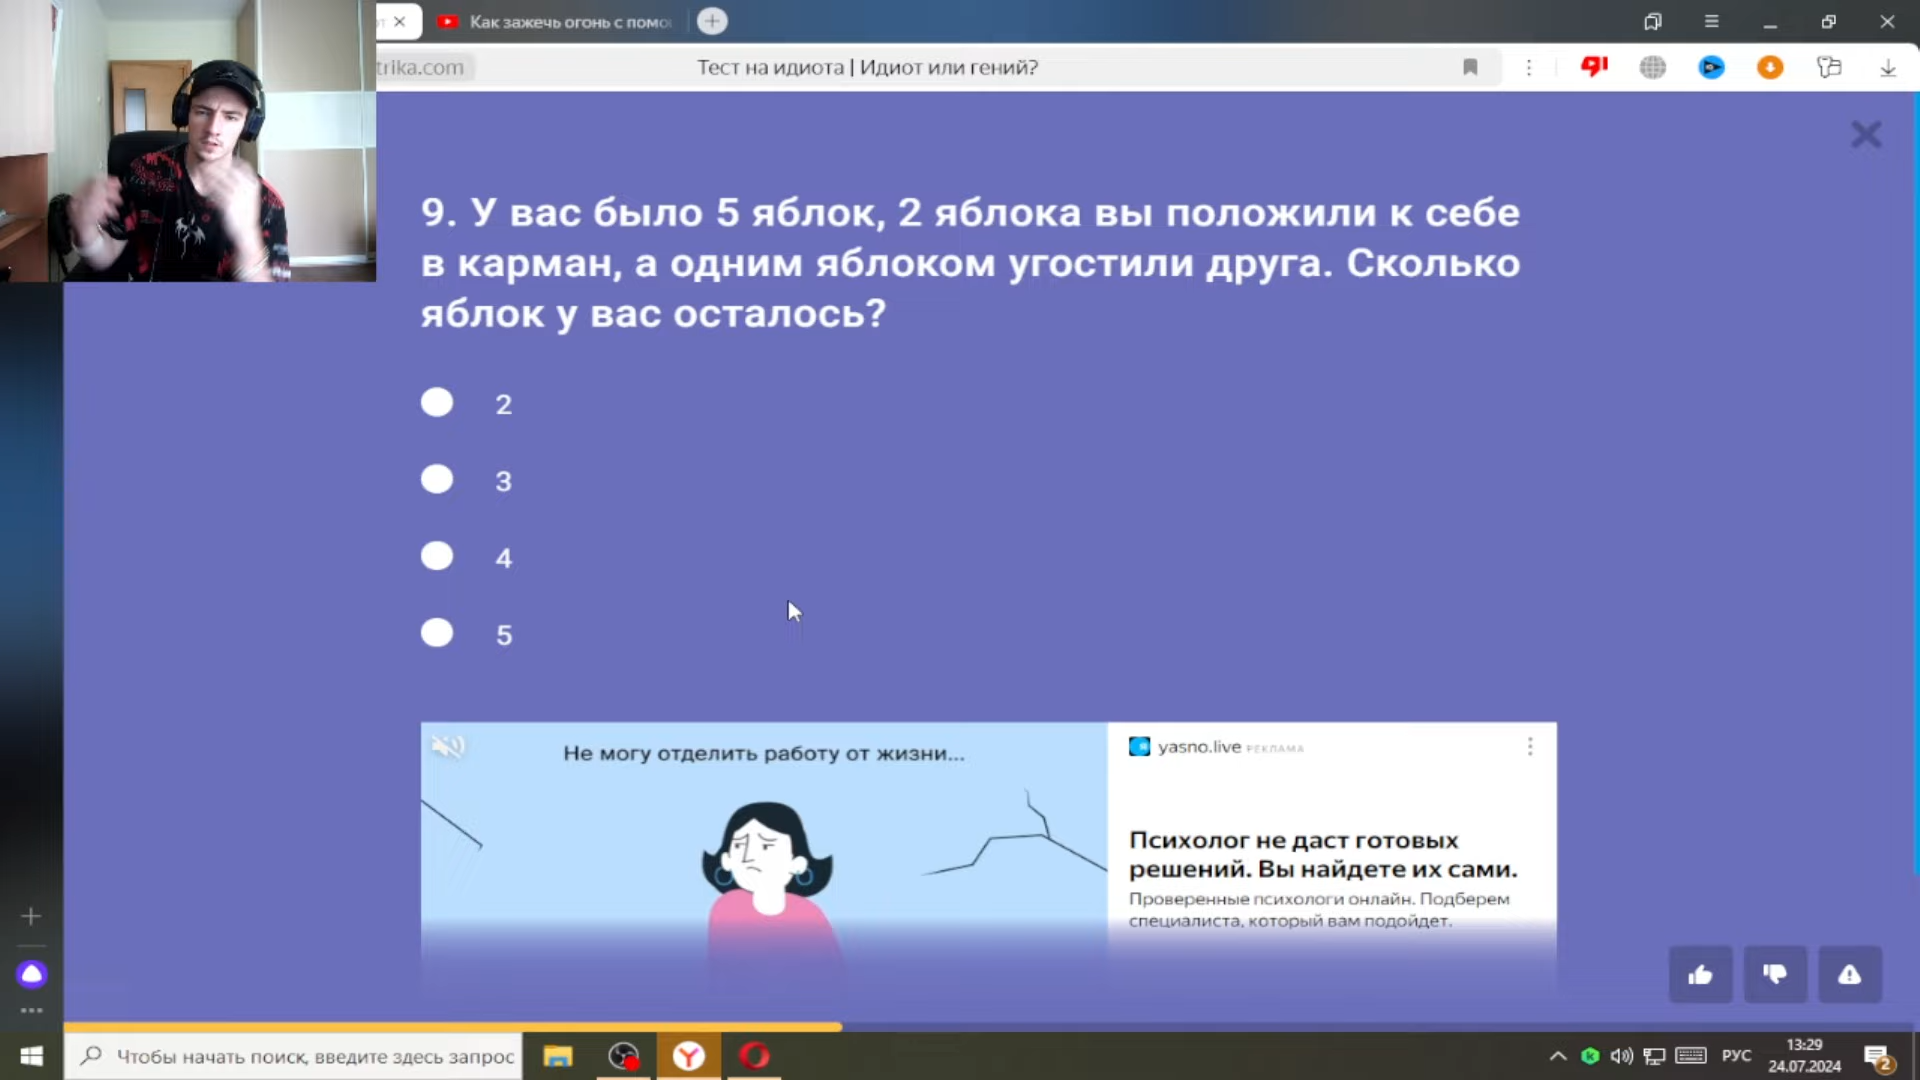 Как зажечь огонь с помо
trika.com
Тест на идиота | Идиот или гений?
9. У вас было 5 яблок, 2 яблока вы положили к себе
в карман, а одним яблоком угостили друга. Сколько
яблок у вас осталось?
2
3
4
5
Не могу отделить работу от жизни...
yasno.live РЕКЛАМА
Психолог не даст готовых
решений. Вы найдете их сами.
Проверенные психологи онлайн. Подберем
специалиста, который вам подойдет.
Чтобы начать поиск, введите здесь запрос
РУС
13:29
24.07.2024
2